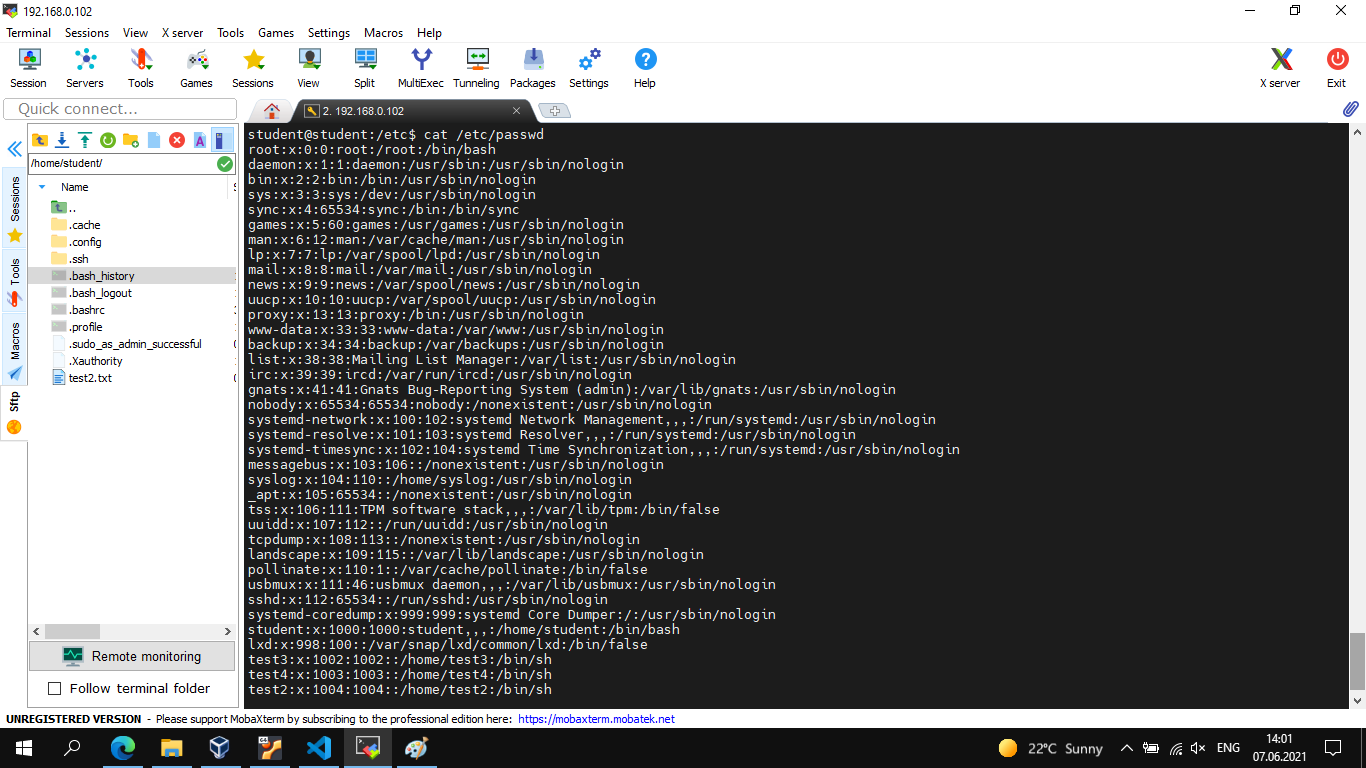 192.168.0.102
Terminal Sessions View X server Tools Games Settings Macros Help
Session Servers Tools Games Sessions View Split MultiExec Tunneling Packages Settings Help X server Exit
Quick connect...
2. 192.168.0.102
/home/student/
Name
..
.cache
.config
.ssh
.bash_history
.bash_logout
.bashrc
.profile
.sudo_as_admin_successful
.Xauthority
test2.txt
Sessions
Tools
Macros
Sftp
Remote monitoring
Follow terminal folder
student@student:/etc$ cat /etc/passwd
root:x:0:0:root:/root:/bin/bash
daemon:x:1:1:daemon:/usr/sbin:/usr/sbin/nologin
bin:x:2:2:bin:/bin:/usr/sbin/nologin
sys:x:3:3:sys:/dev:/usr/sbin/nologin
sync:x:4:65534:sync:/bin:/bin/sync
games:x:5:60:games:/usr/games:/usr/sbin/nologin
man:x:6:12:man:/var/cache/man:/usr/sbin/nologin
lp:x:7:7:lp:/var/spool/lpd:/usr/sbin/nologin
mail:x:8:8:mail:/var/mail:/usr/sbin/nologin
news:x:9:9:news:/var/spool/news:/usr/sbin/nologin
uucp:x:10:10:uucp:/var/spool/uucp:/usr/sbin/nologin
proxy:x:13:13:proxy:/bin:/usr/sbin/nologin
www-data:x:33:33:www-data:/var/www:/usr/sbin/nologin
backup:x:34:34:backup:/var/backups:/usr/sbin/nologin
list:x:38:38:Mailing List Manager:/var/list:/usr/sbin/nologin
irc:x:39:39:ircd:/var/run/ircd:/usr/sbin/nologin
gnats:x:41:41:Gnats Bug-Reporting System (admin):/var/lib/gnats:/usr/sbin/nologin
nobody:x:65534:65534:nobody:/nonexistent:/usr/sbin/nologin
systemd-network:x:100:102:systemd Network Management,,,:/run/systemd:/usr/sbin/nologin
systemd-resolve:x:101:103:systemd Resolver,,,:/run/systemd:/usr/sbin/nologin
systemd-timesync:x:102:104:systemd Time Synchronization,,,:/run/systemd:/usr/sbin/nologin
messagebus:x:103:106::/nonexistent:/usr/sbin/nologin
syslog:x:104:110::/home/syslog:/usr/sbin/nologin
_apt:x:105:65534::/nonexistent:/usr/sbin/nologin
tss:x:106:111:TPM software stack,,,:/var/lib/tpm:/bin/false
uuidd:x:107:112::/run/uuidd:/usr/sbin/nologin
tcpdump:x:108:113::/nonexistent:/usr/sbin/nologin
landscape:x:109:115::/var/lib/landscape:/usr/sbin/nologin
pollinate:x:110:1::/var/cache/pollinate:/bin/false
usbmux:x:111:46:usbmux daemon,,,:/var/lib/usbmux:/usr/sbin/nologin
sshd:x:112:65534::/run/sshd:/usr/sbin/nologin
systemd-coredump:x:999:999:systemd Core Dumper:/:/usr/sbin/nologin
student:x:1000:1000:student,,,:/home/student:/bin/bash
lxd:x:998:100::/var/snap/lxd/common/lxd:/bin/false
test3:x:1002:1002::/home/test3:/bin/sh
test4:x:1003:1003::/home/test4:/bin/sh
test2:x:1004:1004::/home/test2:/bin/sh
UNREGISTERED VERSION - Please support MobaXterm by subscribing to the professional edition here: https://mobaxterm.mobatek.net
22°C Sunny ENG 14:01
07.06.2021